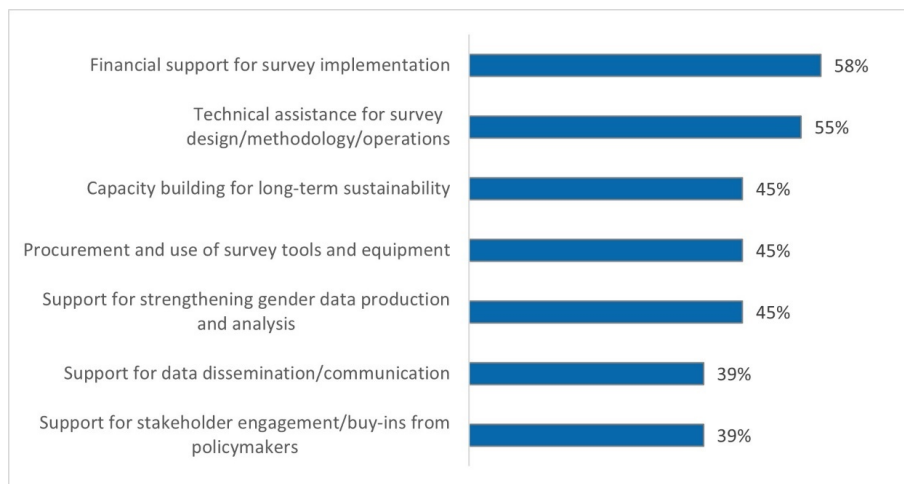 Financial support for survey implementation 58%
Technical assistance for survey
design/methodology/operations 55%
Capacity building for long-term sustainability 45%
Procurement and use of survey tools and equipment 45%
Support for strengthening gender data production
and analysis 45%
Support for data dissemination/communication 39%
Support for stakeholder engagement/buy-ins from
policymakers 39%